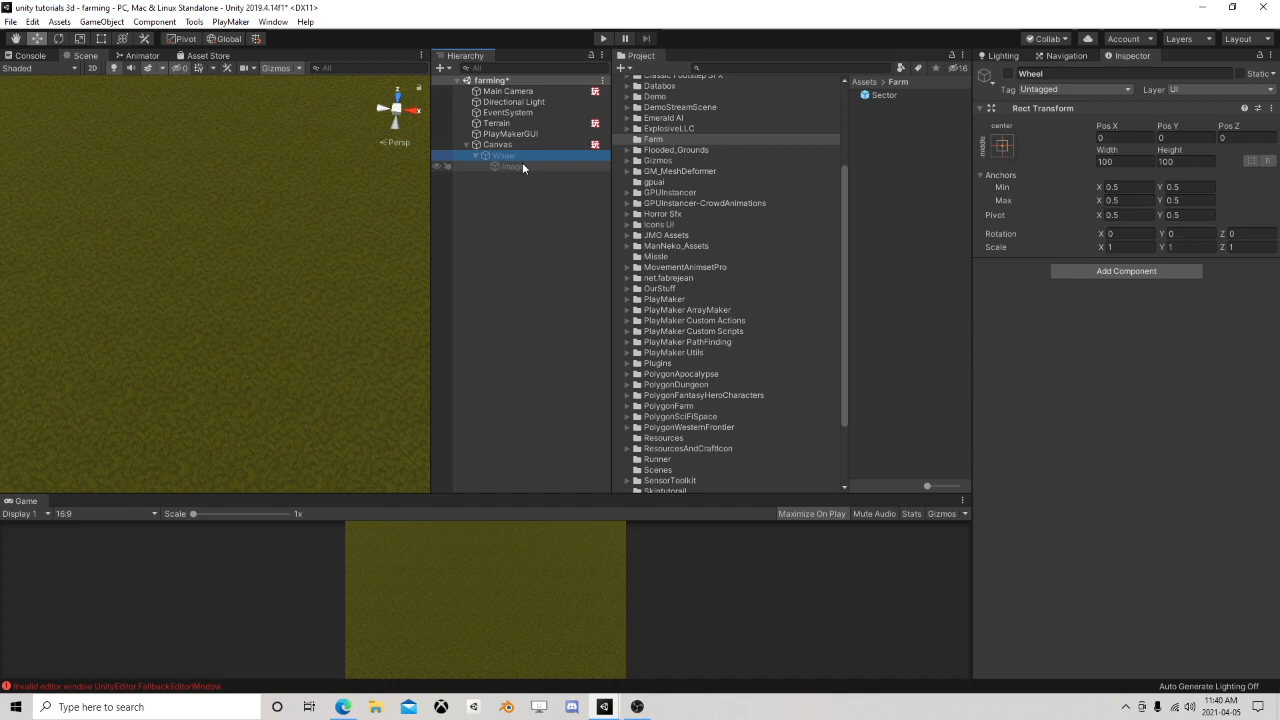 unity tutorials 3d - farming - PC, Mac & Linux Standalone - Unity 2019.4.14f1* <DX11>
File Edit Assets GameObject Component Tools PlayMaker Window Help
Pivot Global Collab Account Layers Layout
Console Scene Animator Asset Store
Shaded 2D 0 Gizmos All
z
x
Persp
Hierarchy
All
farming*
Main Camera
Directional Light
EventSystem
Terrain
PlayMakerGUI
Canvas
Wheel
Project
16
Classic Footstep SFX
Databox
Demo
DemoStreamScene
Emerald AI
ExplosiveLLC
Farm
Flooded_Grounds
Gizmos
GM_MeshDeformer
gpuai
GPUInstancer
GPUInstancer-CrowdAnimations
Horror Sfx
Icons UI
JMO Assets
ManNeko_Assets
Missle
MovementAnimsetPro
net.fabrejean
OurStuff
PlayMaker
PlayMaker ArrayMaker
PlayMaker Custom Actions
PlayMaker Custom Scripts
PlayMaker PathFinding
PlayMaker Utils
Plugins
PolygonApocalypse
PolygonDungeon
PolygonFantasyHeroCharacters
PolygonFarm
PolygonSciFiSpace
PolygonWesternFrontier
Resources
ResourcesAndCraftIcon
Runner
Scenes
SensorToolkit
Skintutorail
Assets > Farm
Sector
Lighting Navigation Inspector
Wheel Static
Tag Untagged Layer UI
Rect Transform
center
middle
Pos X Pos Y Pos Z
0 0 0
Width Height
100 100
R
Anchors
Min X 0.5 Y 0.5
Max X 0.5 Y 0.5
Pivot X 0.5 Y 0.5
Rotation X 0 Y 0 Z 0
Scale X 1 Y 1 Z 1
Add Component
Game
Display 1 16:9 Scale 1x Maximize On Play Mute Audio Stats Gizmos
Invalid editor window UnityEditor.FallbackEditorWindow
Auto Generate Lighting Off
Type here to search
11:40 AM
2021-04-05